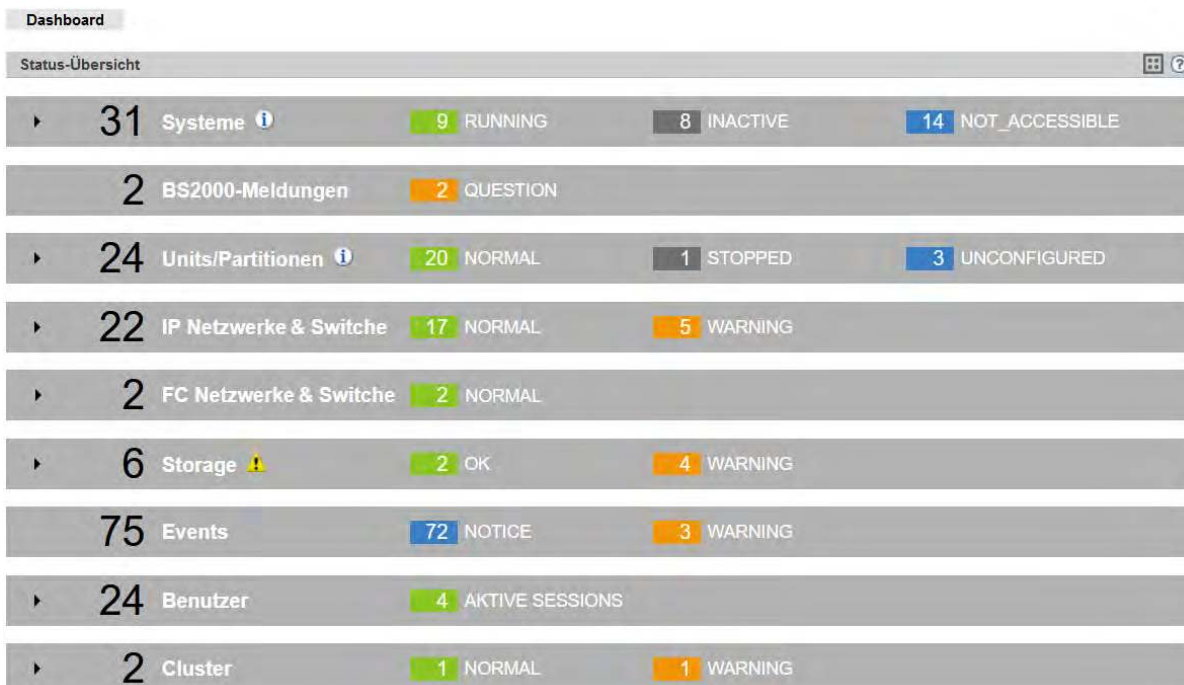 Dashboard
Status-Übersicht
31 Systeme 9 RUNNING 8 INACTIVE 14 NOT_ACCESSIBLE
2 BS2000-Meldungen 2 QUESTION
24 Units/Partitionen 20 NORMAL 1 STOPPED 3 UNCONFIGURED
22 IP Netzwerke & Switche 17 NORMAL 5 WARNING
2 FC Netzwerke & Switche 2 NORMAL
6 Storage 2 OK 4 WARNING
75 Events 72 NOTICE 3 WARNING
24 Benutzer 4 AKTIVE SESSIONS
2 Cluster 1 NORMAL 1 WARNING